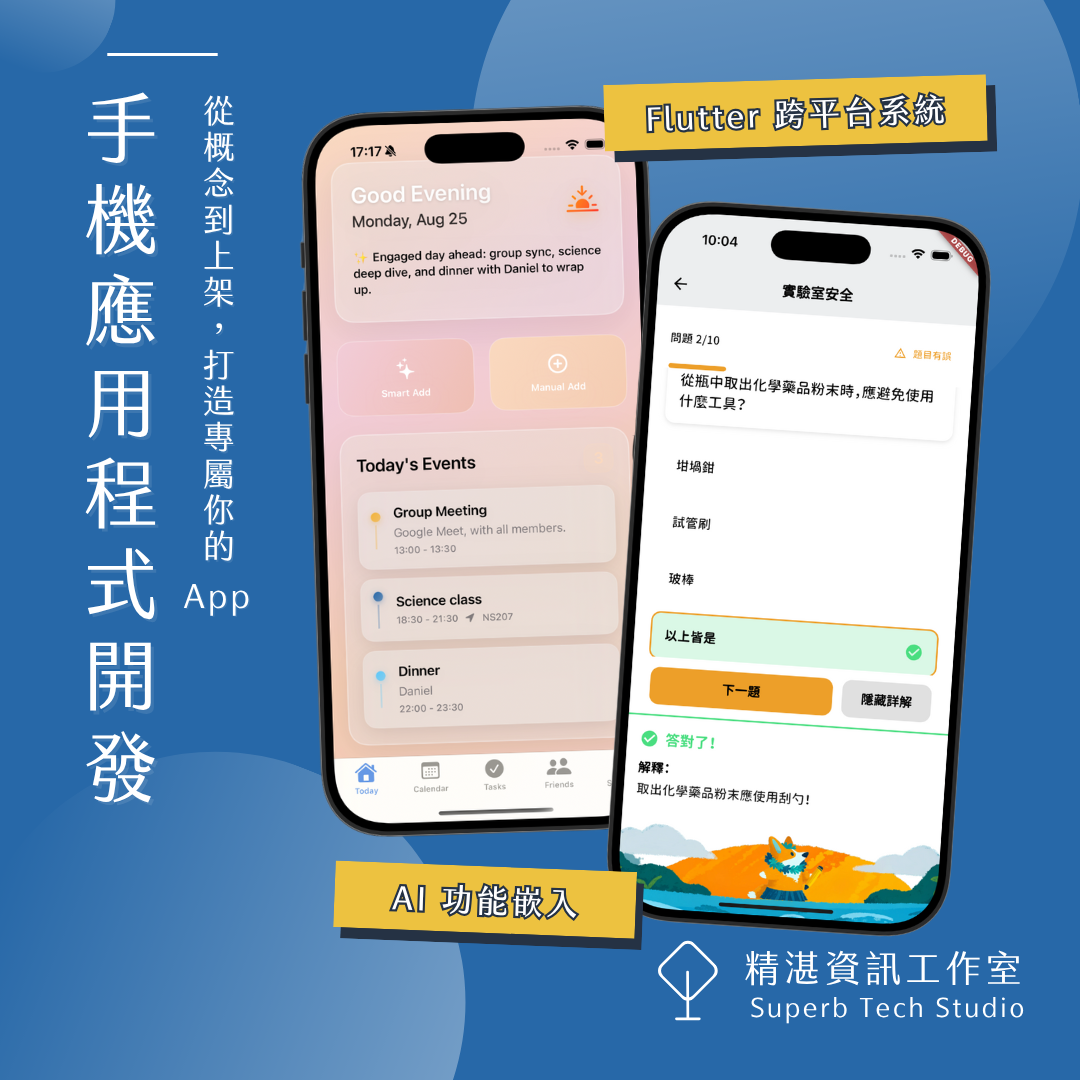 手機應用程式開發
從概念到上架，打造專屬你的
App
Flutter 跨平台系統
17:17
Good Evening
Monday, Aug 25
✨ Engaged day ahead: group sync, science
deep dive, and dinner with Daniel to wrap
up.
Smart Add
Manual Add
Today's Events
Group Meeting
Google Meet, with all members.
13:00 - 13:30
Science class
18:30 - 21:30 NS207
Dinner
Daniel
22:00 - 23:30
Today
Calendar
Tasks
Friends
10:04
DEBUG
實驗室安全
問題 2/10
題目有誤
從瓶中取出化學藥品粉末時，應避免使用
什麼工具？
坩堝鉗
試管刷
玻棒
以上皆是
下一題
隱藏詳解
答對了！
解釋：
取出化學藥品粉末應使用刮勺！
AI 功能嵌入
精湛資訊工作室
Superb Tech Studio